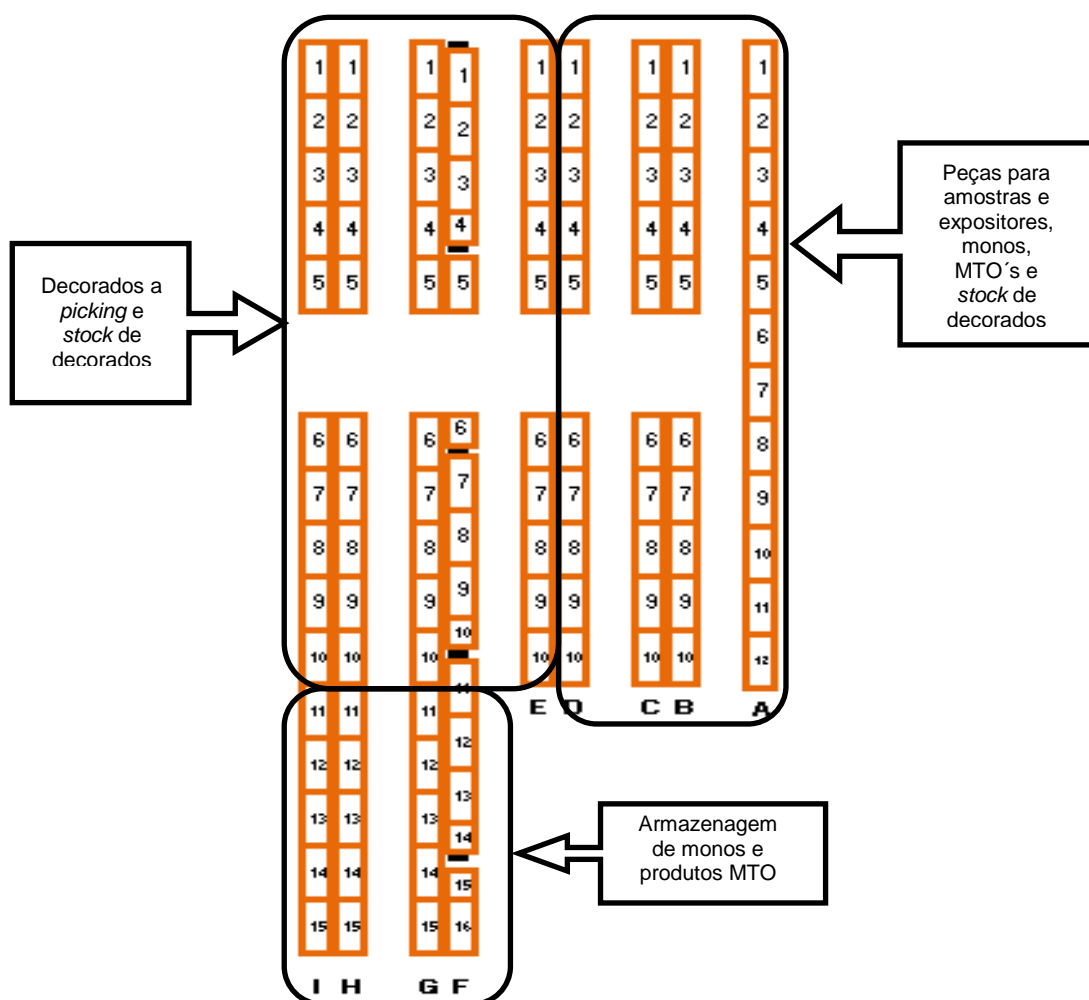 1 1 1 1 1 1 1 1 1
2 2 2 2 2 2 2 2 2
3 3 3 3 3 3 3 3 3
4 4 4 4 4 4 4 4 4
5 5 5 5 5 5 5 5 5
6
7
6 6 6 6 6 6 6 6 8
7 7 7 7 7 7 7 7 9
8 8 8 8 8 8 8 8 10
9 9 9 9 9 9 9 9 11
10 10 10 10 10 10 10 10 12
11 11 11 11 E D C B A
12 12 12 12
13 13 13 13
14 14 14 14
15
15 15 15 16
I H G F
Decorados a
picking e
stock de
decorados
Peças para
amostras e
expositores,
monos,
MTO´s e
stock de
decorados
Armazenagem
de monos e
produtos MTO